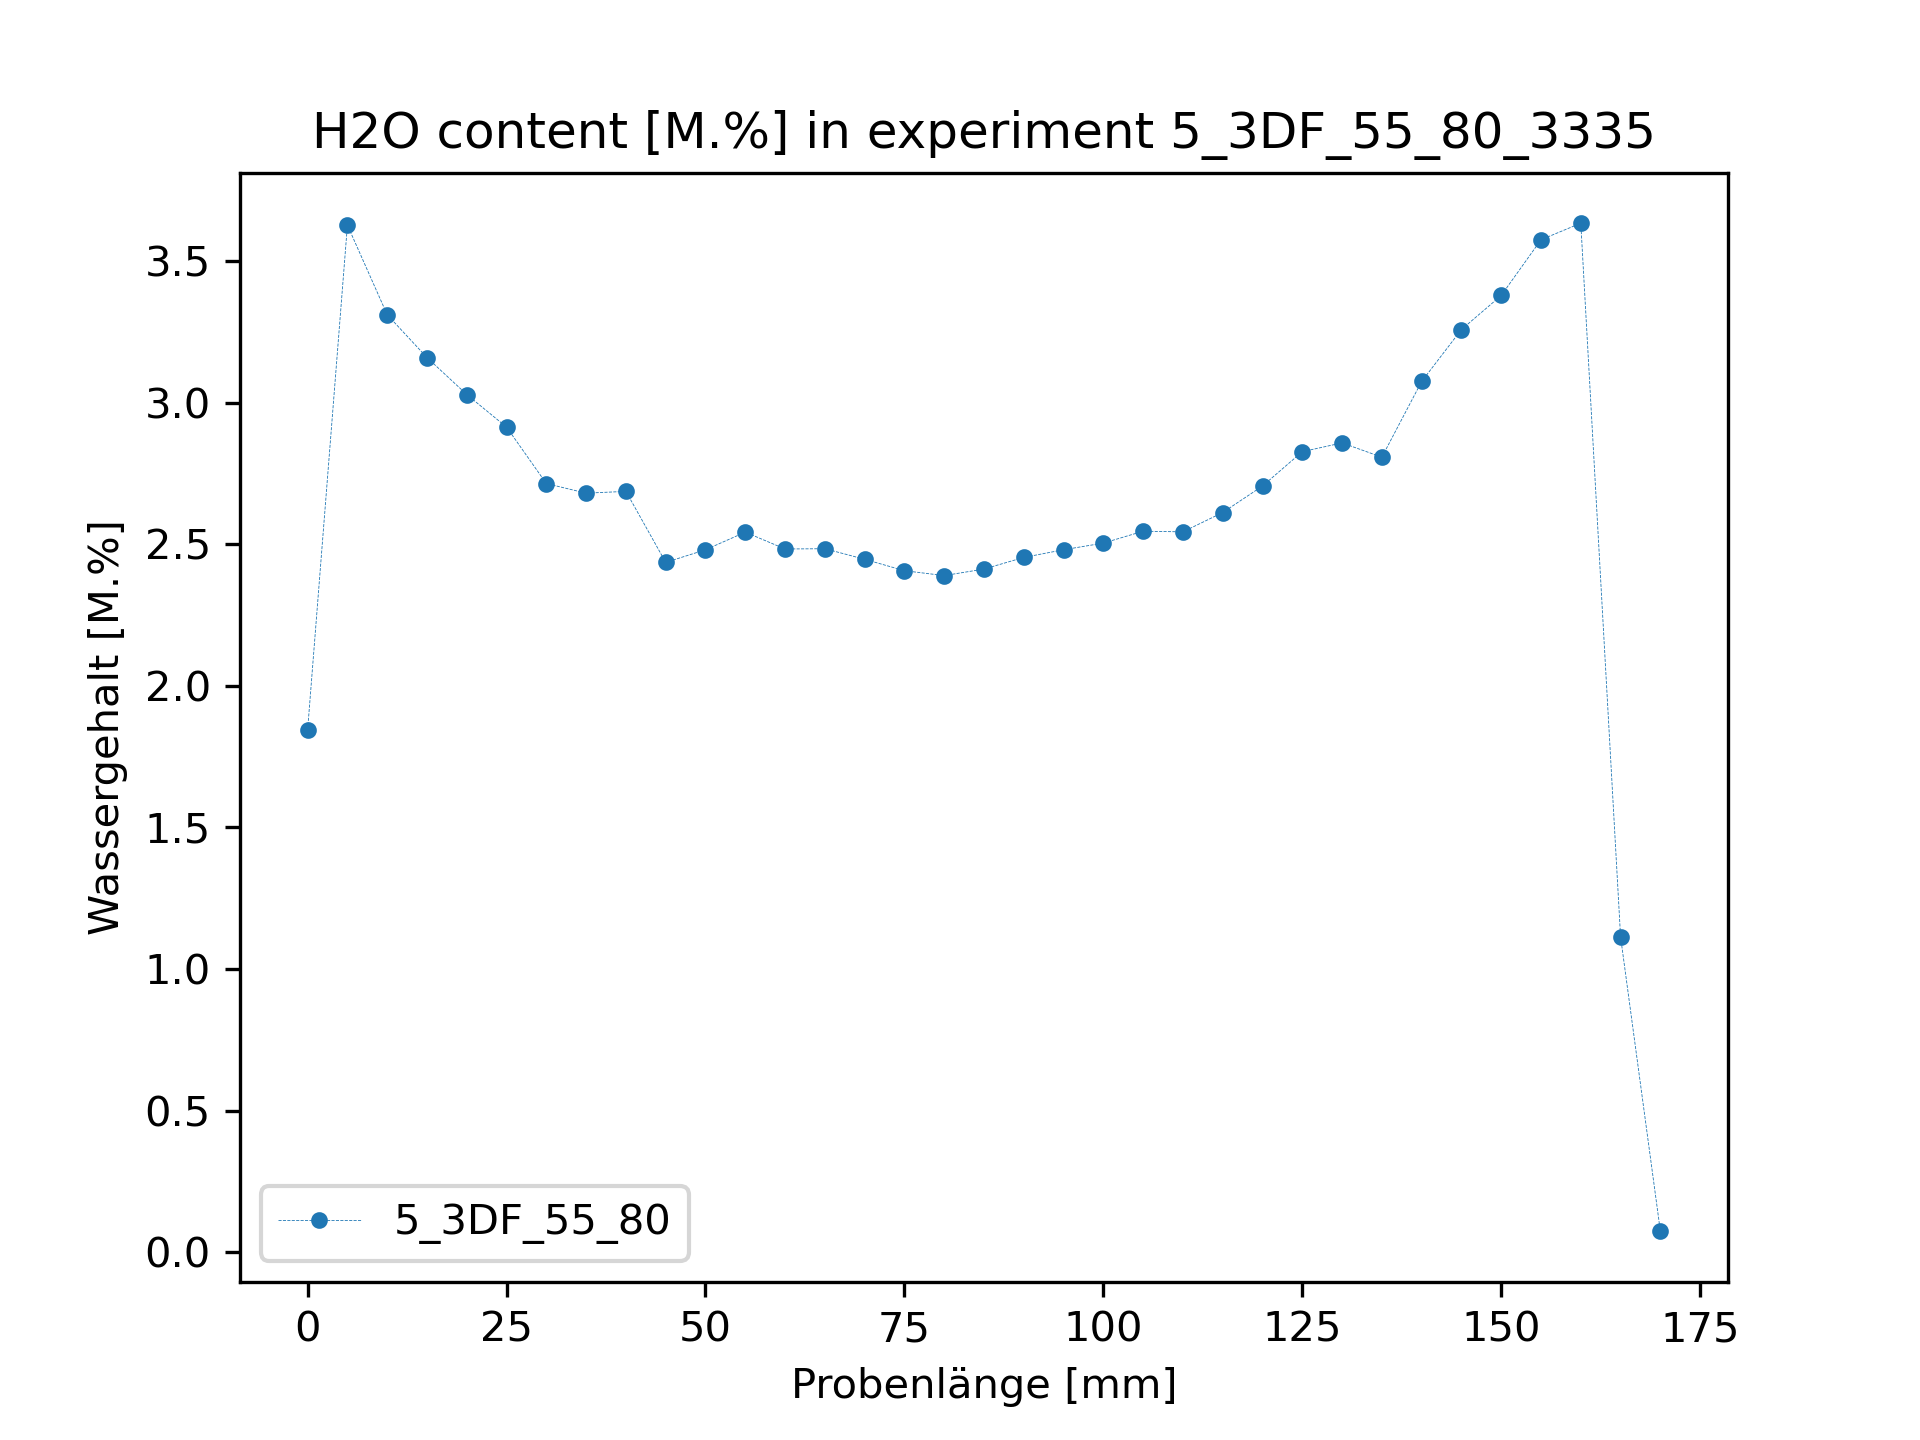 H2O content [M.%] in experiment 5_3DF_55_80_3335
Wassergehalt [M.%]
3.5
3.0
2.5
2.0
1.5
1.0
0.5
0.0
5_3DF_55_80
0 25 50 75 100 125 150 175
Probenlänge [mm]